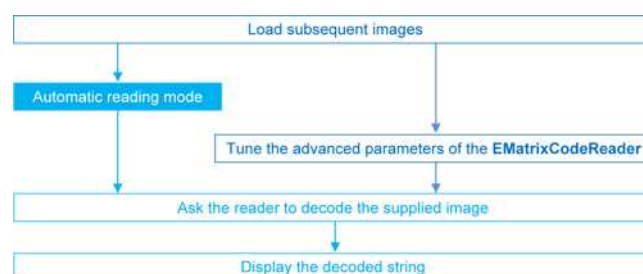 Load subsequent images
Automatic reading mode
Tune the advanced parameters of the EMatrixCodeReader
Ask the reader to decode the supplied image
Display the decoded string